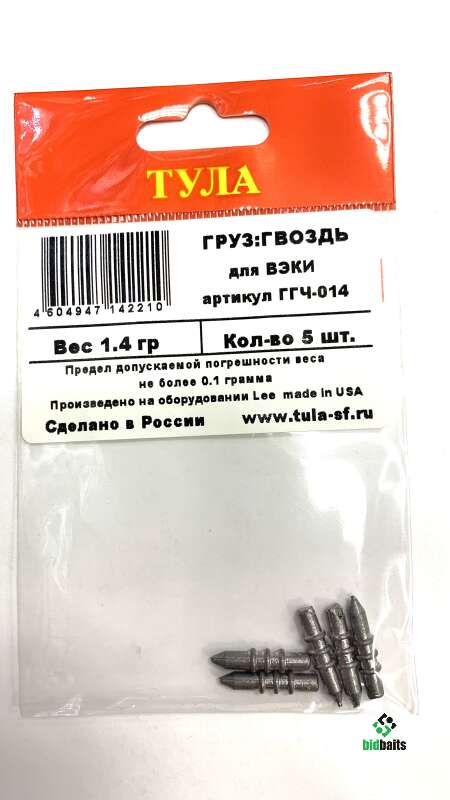 ТУЛА
ГРУЗ:ГВОЗДЬ
для ВЭКИ
артикул ГГЧ-014
4 604947 142210
Вес 1.4 гр
Кол-во 5 шт.
Предел допускаемой погрешности веса
не более 0.1 грамма
Произведено на оборудовании Lee made in USA
Сделано в России
www.tula-sf.ru
bidbaits